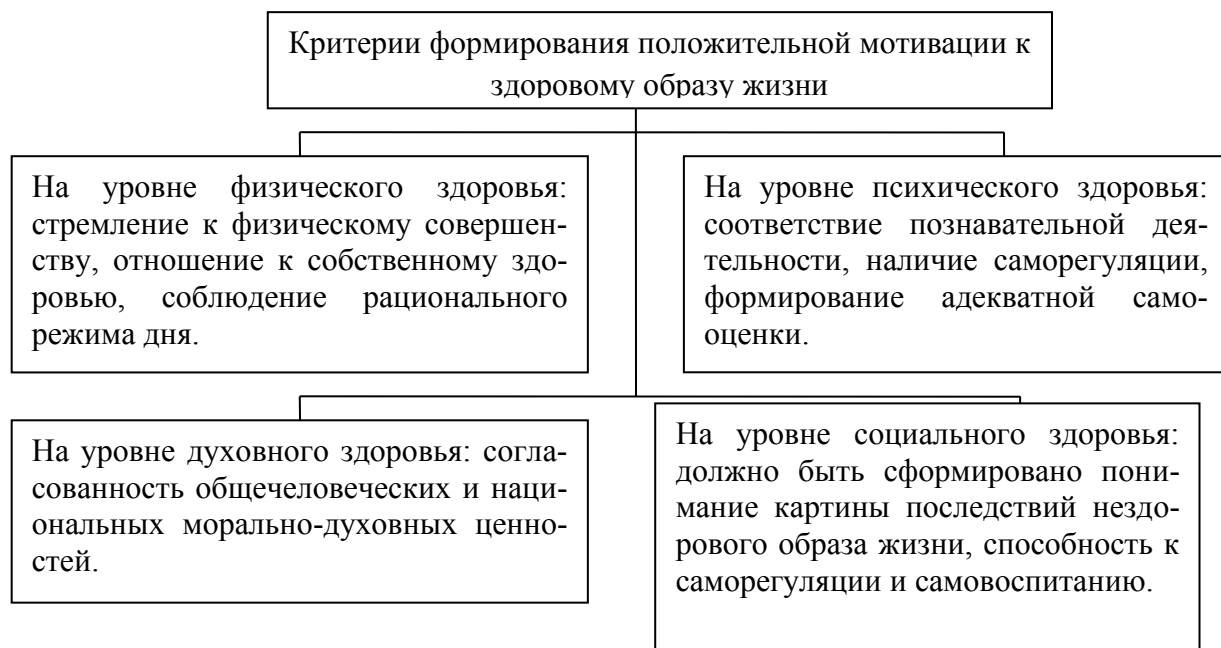 Критерии формирования положительной мотивации к
здоровому образу жизни
На уровне физического здоровья:
стремление к физическому совершен-
ству, отношение к собственному здо-
ровью, соблюдение рационального
режима дня.
На уровне психического здоровья:
соответствие познавательной дея-
тельности, наличие саморегуляции,
формирование адекватной само-
оценки.
На уровне духовного здоровья: согла-
сованность общечеловеческих и наци-
ональных морально-духовных ценно-
стей.
На уровне социального здоровья:
должно быть сформировано пони-
мание картины последствий нездо-
рового образа жизни, способность к
саморегуляции и самовоспитанию.